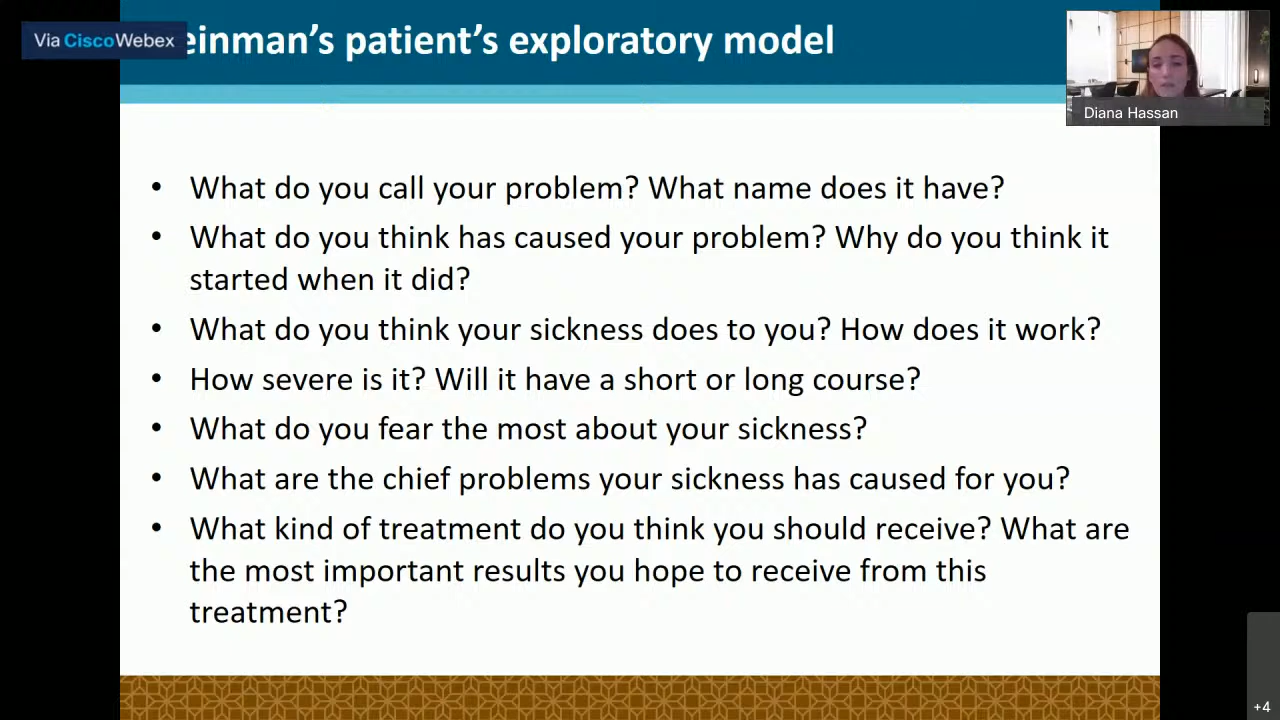 Via CiscoWebex
einman’s patient’s exploratory model
Diana Hassan
• What do you call your problem? What name does it have?
• What do you think has caused your problem? Why do you think it
started when it did?
• What do you think your sickness does to you? How does it work?
• How severe is it? Will it have a short or long course?
• What do you fear the most about your sickness?
• What are the chief problems your sickness has caused for you?
• What kind of treatment do you think you should receive? What are
the most important results you hope to receive from this
treatment?
+4